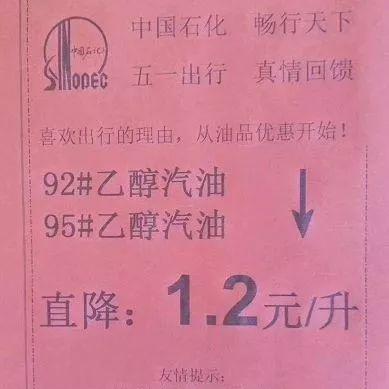 中国石化
SINOPEC
中国石化 畅行天下
五一出行 真情回馈
喜欢出行的理由,从油品优惠开始!
92#乙醇汽油
95#乙醇汽油
↓
直降:1.2元/升
友情提示: